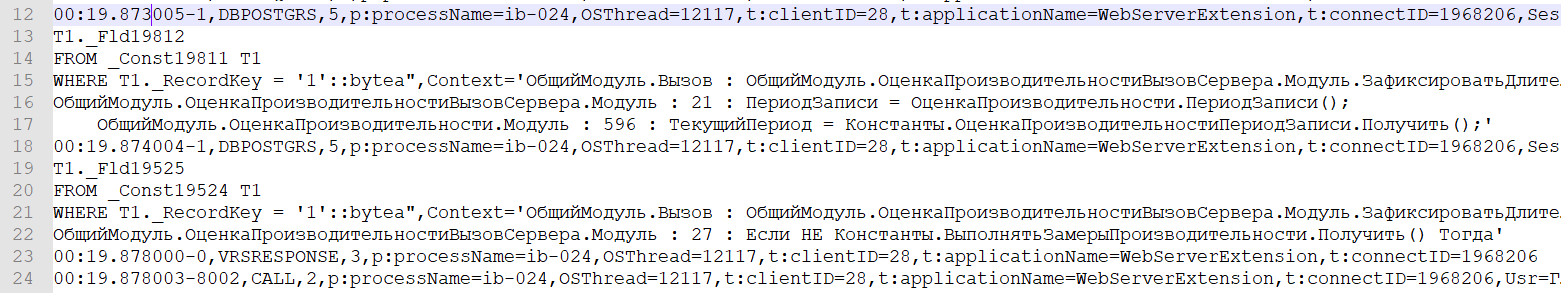 12 00:19.873005-1,DBPOSTGRS,5,p:processName=ib-024,OSThread=12117,t:clientID=28,t:applicationName=WebServerExtension,t:connectID=1968206,Ses
13 T1._Fld19812
14 FROM _Const19811 T1
15 WHERE T1._RecordKey = '1'::bytea",Context='ОбщийМодуль.Вызов : ОбщийМодуль.ОценкаПроизводительностиВызовСервера.Модуль.ЗафиксироватьДлите
16 ОбщийМодуль.ОценкаПроизводительностиВызовСервера.Модуль : 21 : ПериодЗаписи = ОценкаПроизводительности.ПериодЗаписи();
17 ОбщийМодуль.ОценкаПроизводительности.Модуль : 596 : ТекущийПериод = Константы.ОценкаПроизводительностиПериодЗаписи.Получить();'
18 00:19.874004-1,DBPOSTGRS,5,p:processName=ib-024,OSThread=12117,t:clientID=28,t:applicationName=WebServerExtension,t:connectID=1968206,Ses
19 T1._Fld19525
20 FROM _Const19524 T1
21 WHERE T1._RecordKey = '1'::bytea",Context='ОбщийМодуль.Вызов : ОбщийМодуль.ОценкаПроизводительностиВызовСервера.Модуль.ЗафиксироватьДлите
22 ОбщийМодуль.ОценкаПроизводительностиВызовСервера.Модуль : 27 : Если НЕ Константы.ВыполнятьЗамерыПроизводительности.Получить() Тогда'
23 00:19.878000-0,VRSRESPONSE,3,p:processName=ib-024,OSThread=12117,t:clientID=28,t:applicationName=WebServerExtension,t:connectID=1968206
24 00:19.878003-8002,CALL,2,p:processName=ib-024,OSThread=12117,t:clientID=28,t:applicationName=WebServerExtension,t:connectID=1968206,Usr=Г